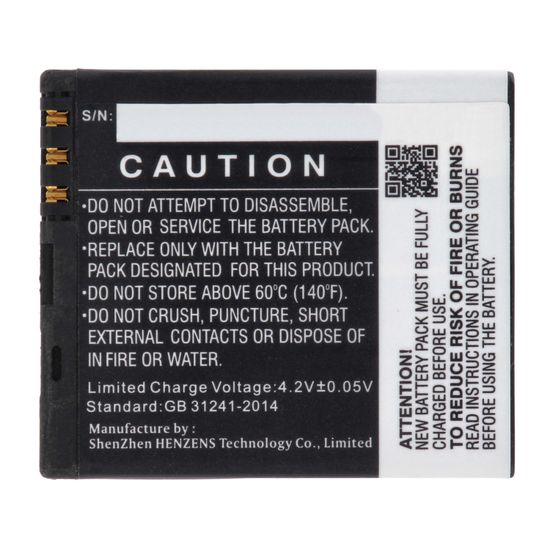 S/N:
CAUTION
•DO NOT ATTEMPT TO DISASSEMBLE,
OPEN OR SERVICE THE BATTERY PACK.
•REPLACE ONLY WITH THE BATTERY
PACK DESIGNATED FOR THIS PRODUCT.
•DO NOT STORE ABOVE 60°C (140°F).
•DO NOT CRUSH, PUNCTURE, SHORT
EXTERNAL CONTACTS OR DISPOSE OF
IN FIRE OR WATER.
Limited Charge Voltage:4.2V±0.05V
Standard:GB 31241-2014
Manufacture by :
ShenZhen HENZENS Technology Co., Limited
ATTENTION!
NEW BATTERY PACK MUST BE FULLY
CHARGED BEFORE USE.
TO REDUCE RISK OF FIRE OR BURNS
READ INSTRUCTIONS IN OPERATING GUIDE